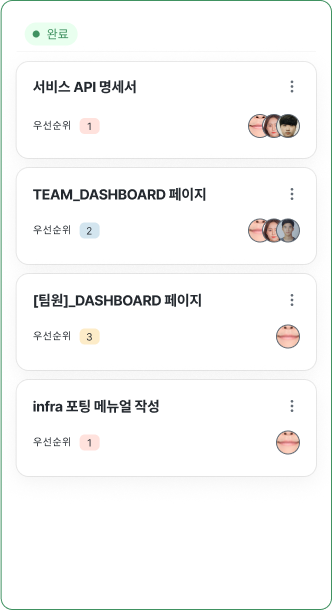 완료
서비스 API 명세서
우선순위 1
TEAM_DASHBOARD 페이지
우선순위 2
[팀원]_DASHBOARD 페이지
우선순위 3
infra 포팅 메뉴얼 작성
우선순위 1